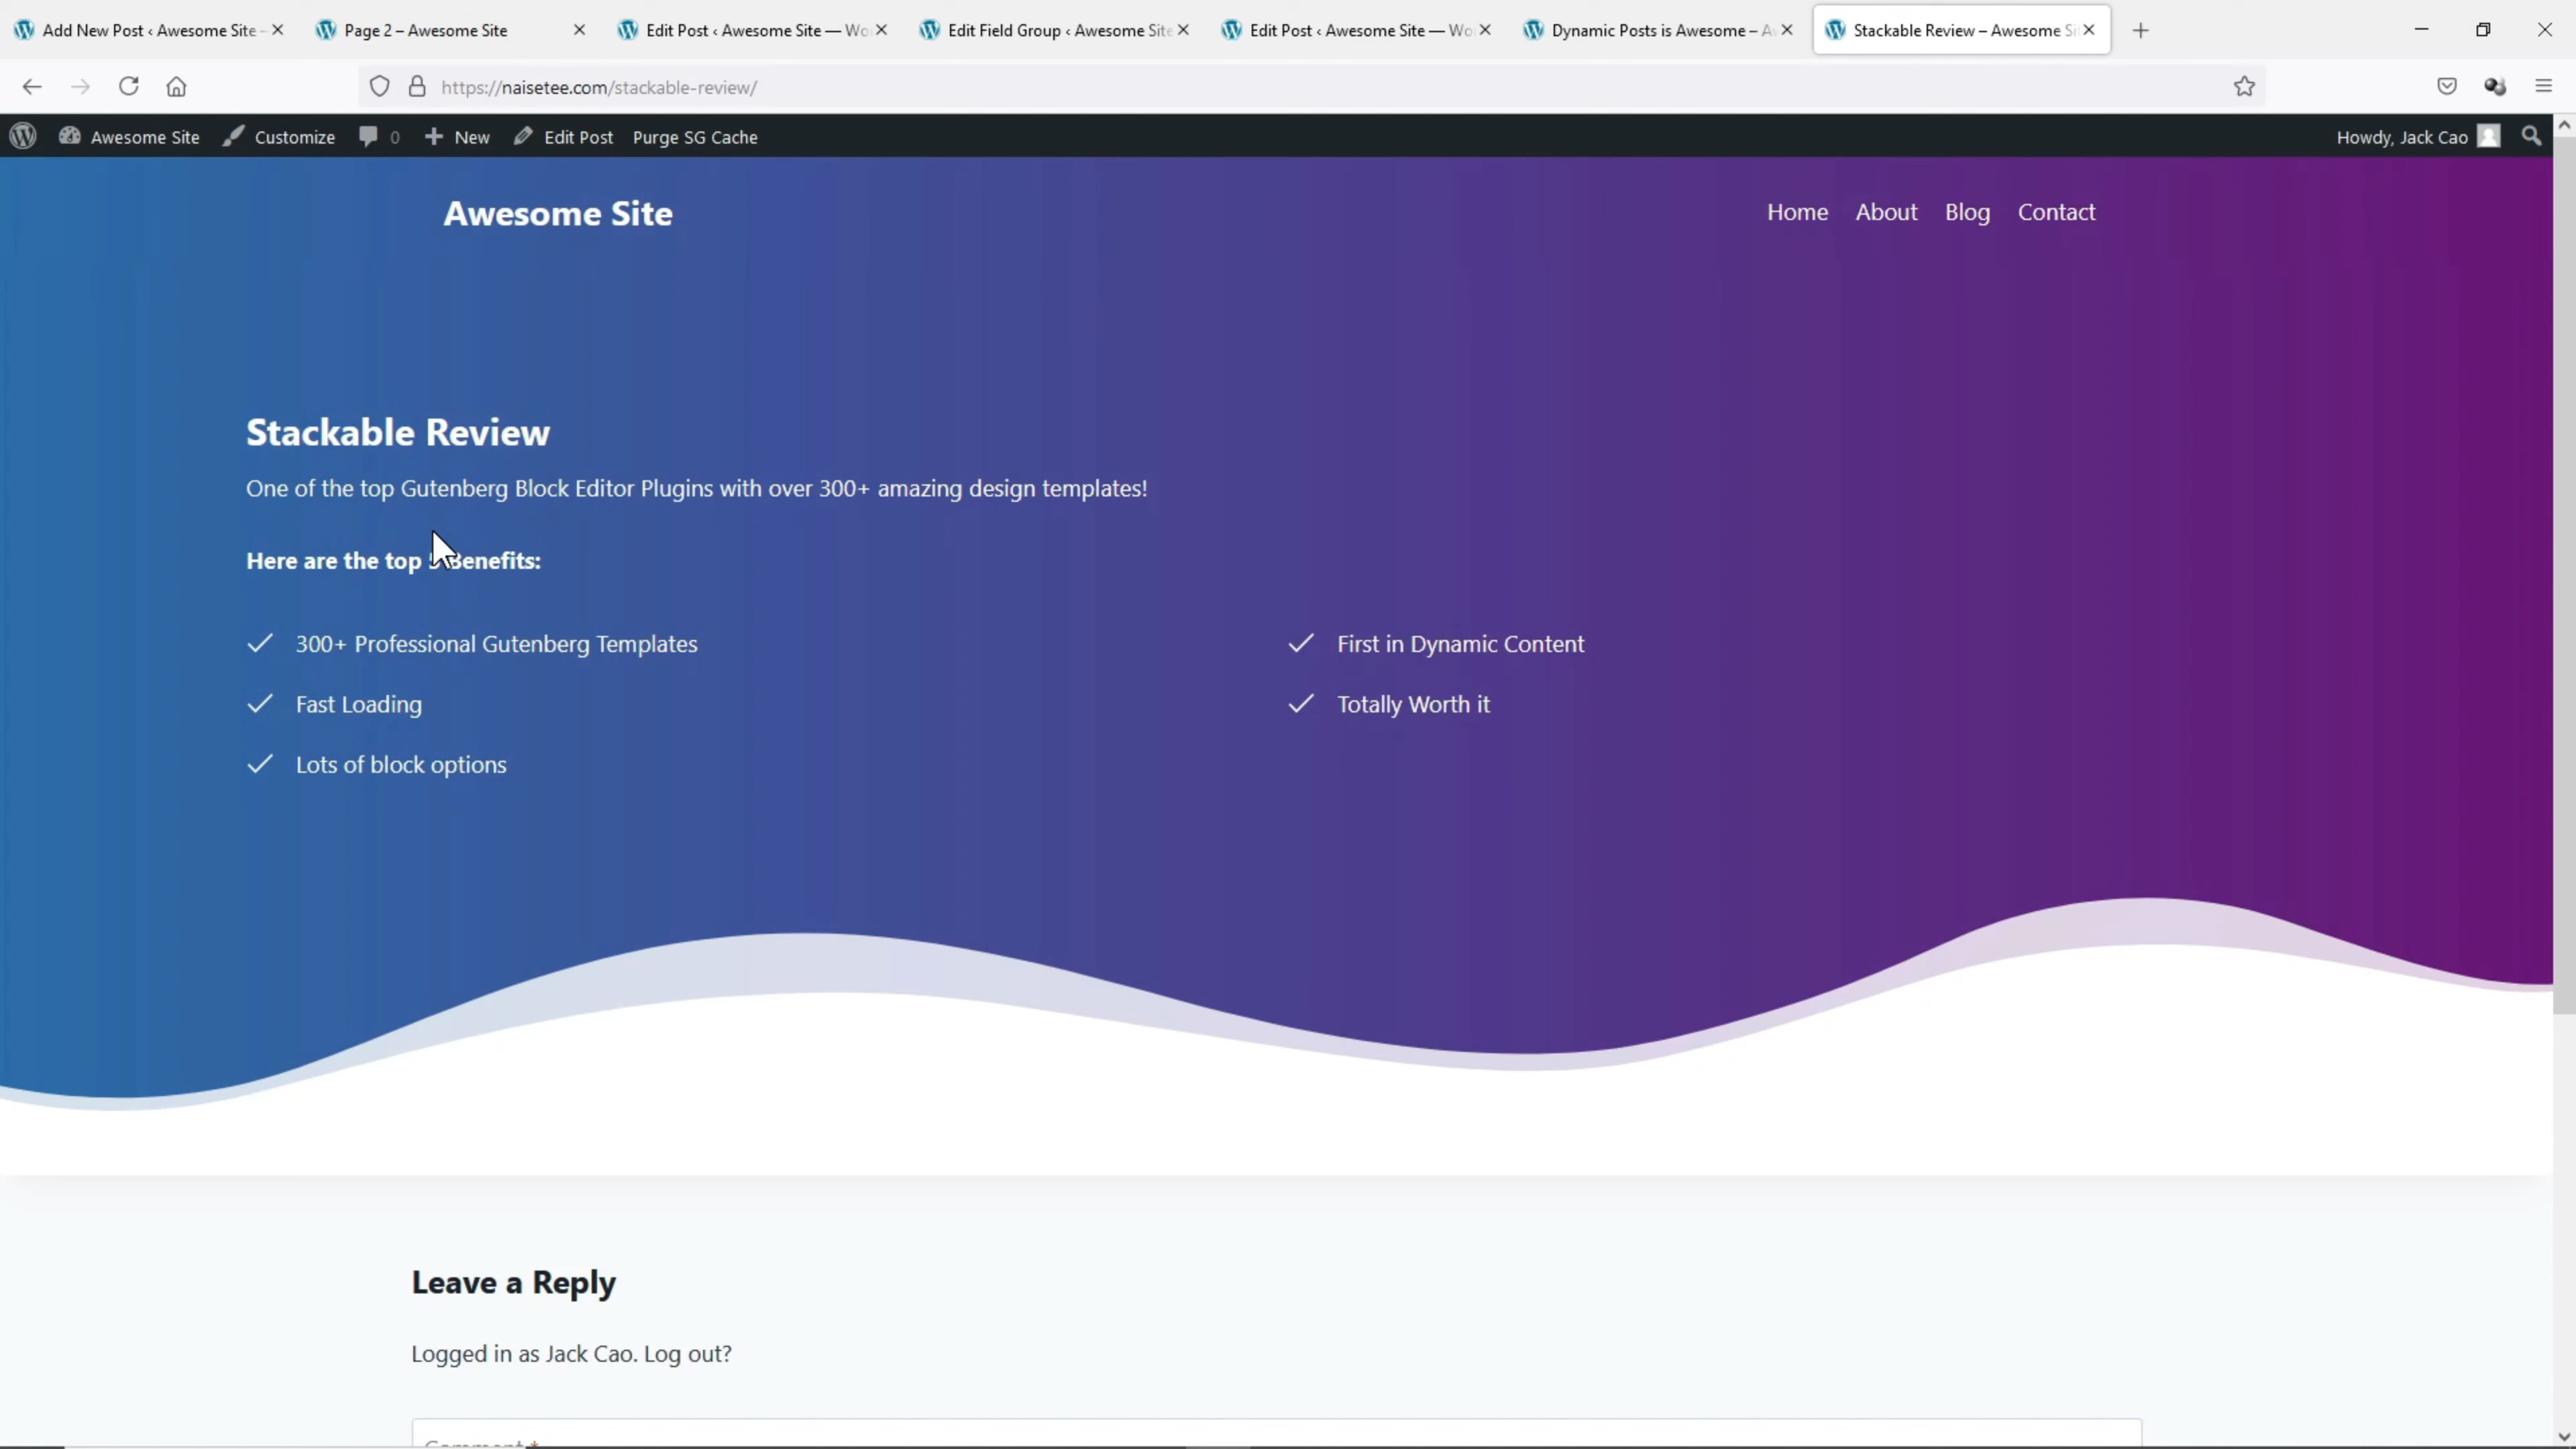 Add New Post ‹ Awesome Site –
Page 2 – Awesome Site
Edit Post ‹ Awesome Site — Wo
Edit Field Group ‹ Awesome Site
Edit Post ‹ Awesome Site — Wo
Dynamic Posts is Awesome –
Stackable Review – Awesome
https://naisetee.com/stackable-review/
Awesome Site
Customize
0
New
Edit Post
Purge SG Cache
Howdy, Jack Cao
Awesome Site
Home
About
Blog
Contact
Stackable Review
One of the top Gutenberg Block Editor Plugins with over 300+ amazing design templates!
Here are the top 5 Benefits:
300+ Professional Gutenberg Templates
First in Dynamic Content
Fast Loading
Totally Worth it
Lots of block options
Leave a Reply
Logged in as Jack Cao. Log out?
Comment *